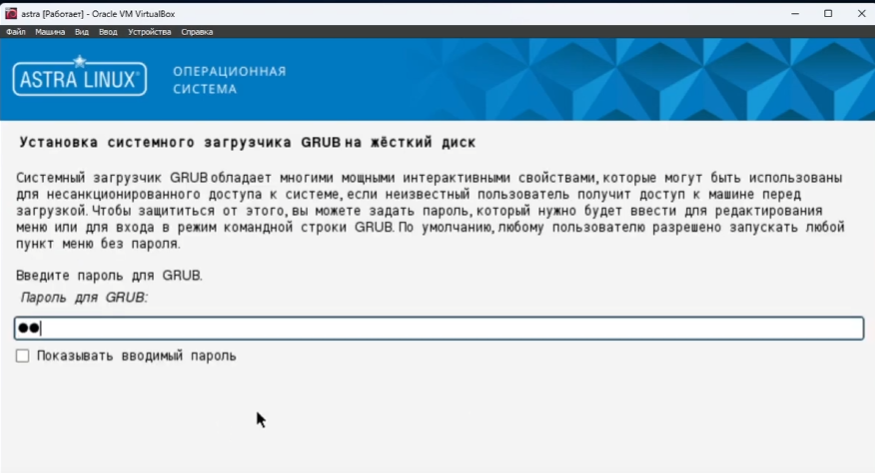 astra [Работает] - Oracle VM VirtualBox
Файл Машина Вид Ввод Устройства Справка
ASTRA LINUX®
ОПЕРАЦИОННАЯ
СИСТЕМА
Установка системного загрузчика GRUB на жёсткий диск
Системный загрузчик GRUB обладает многими мощными интерактивными свойствами, которые могут быть использованы
для несанкционированного доступа к системе, если неизвестный пользователь получит доступ к машине перед
загрузкой. Чтобы защититься от этого, вы можете задать пароль, который нужно будет ввести для редактирования
меню или для входа в режим командной строки GRUB. По умолчанию, любому пользователю разрешено запускать любой
пункт меню без пароля.
Введите пароль для GRUB.
Пароль для GRUB:
●●
Показывать вводимый пароль